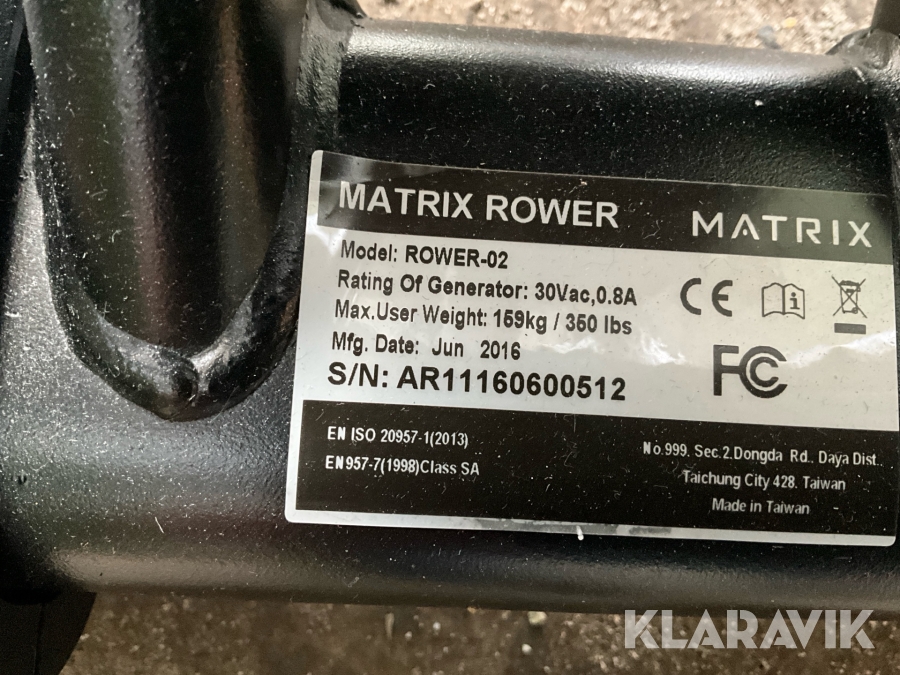 MATRIX ROWER
MATRIX
Model: ROWER-02
Rating Of Generator: 30Vac,0.8A
Max.User Weight: 159kg / 350 lbs
Mfg. Date: Jun 2016
S/N: AR11160600512
CE
FC
EN ISO 20957-1(2013)
EN957-7(1998)Class SA
No.999, Sec.2.Dongda Rd., Daya Dist.,
Taichung City 428. Taiwan
Made in Taiwan
KLARAVIK